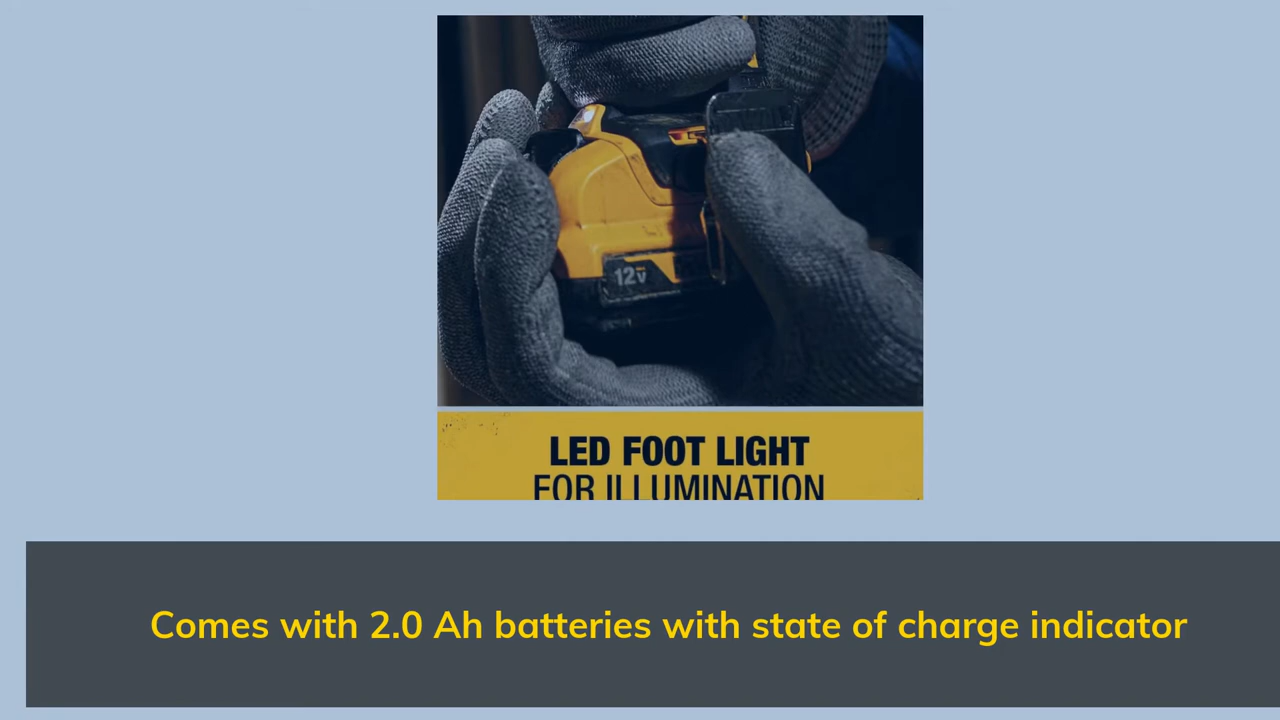 12v
LED FOOT LIGHT
FOR ILLUMINATION
Comes with 2.0 Ah batteries with state of charge indicator